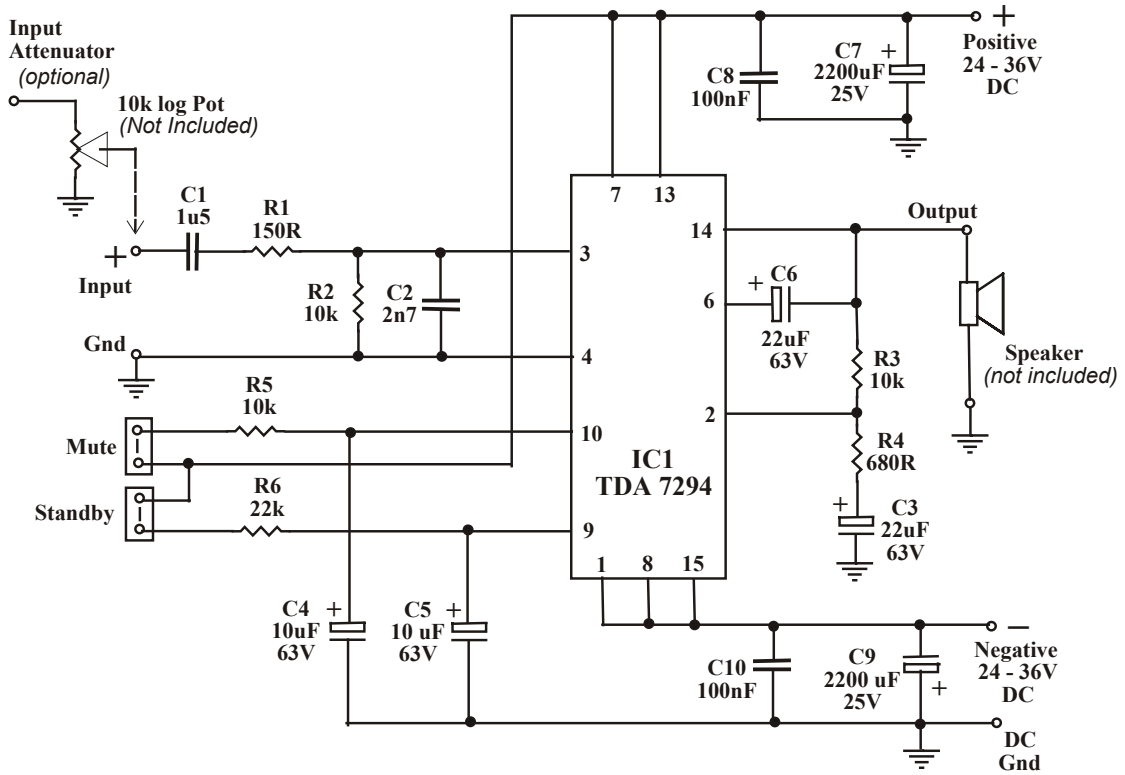 Input
Attenuator
(optional)
10k log Pot
(Not Included)
C1
1u5
R1
150R
+
Input
R2
10k
C2
2n7
Gnd
R5
10k
Mute
Standby
R6
22k
C4
10uF
63V
+
C5
10 uF
63V
+
7
13
3
4
10
9
14
6
2
1
8
15
IC1
TDA 7294
C8
100nF
C7
2200uF
25V
+
+
Positive
24 - 36V
DC
Output
+
C6
22uF
63V
R3
10k
R4
680R
+
C3
22uF
63V
Speaker
(not included)
C10
100nF
C9
2200 uF
25V
+
−
Negative
24 - 36V
DC
DC
Gnd